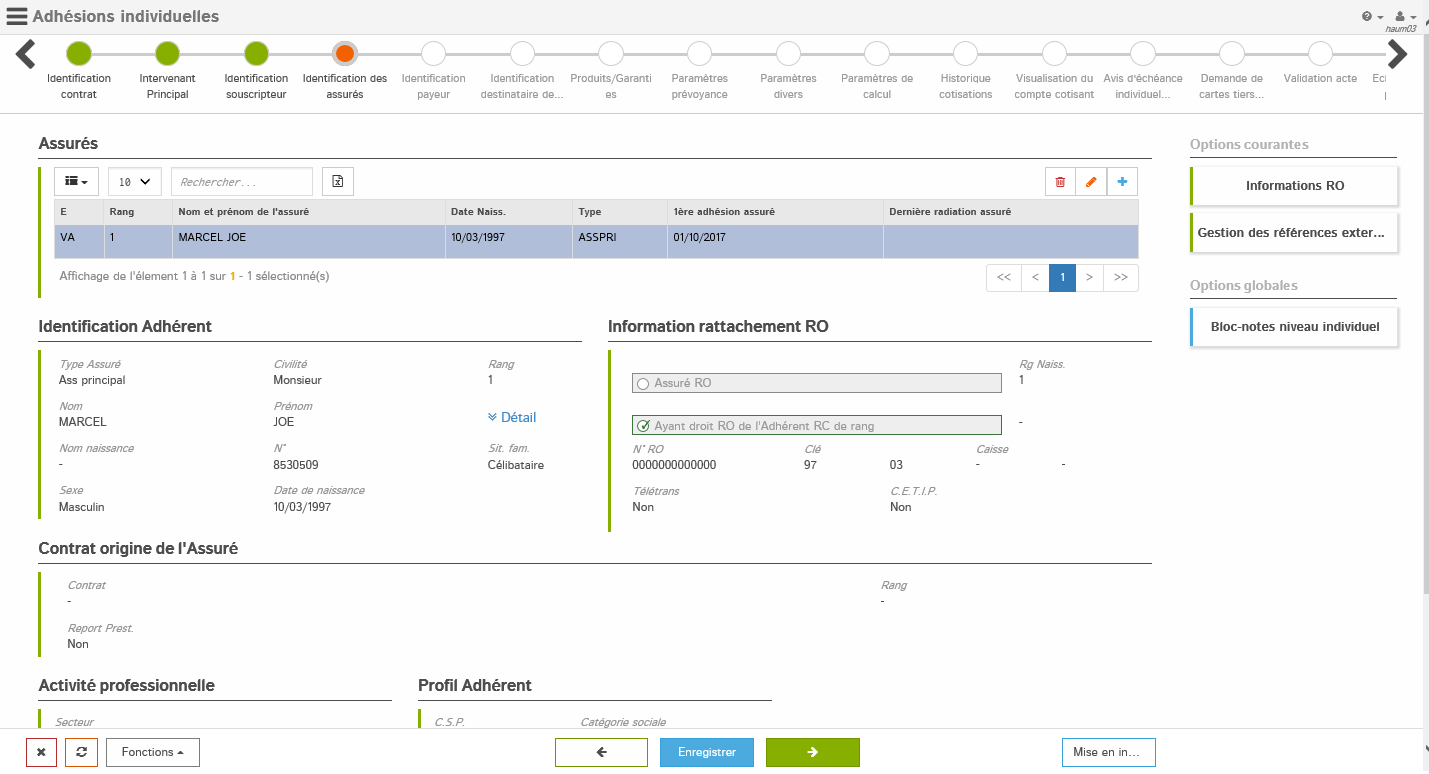 Adhésions individuelles
haum03
Identification contrat
Intervenant Principal
Identification souscripteur
Identification des assurés
Identification payeur
Identification destinataire de...
Produits/Garanti es
Paramètres prévoyance
Paramètres divers
Paramètres de calcul
Historique cotisations
Visualisation du compte cotisant
Avis d'échéance individuel...
Demande de cartes tiers...
Validation acte
Assurés
10 Rechercher...
E Rang Nom et prénom de l'assuré Date Naiss. Type 1ère adhésion assuré Dernière radiation assuré
VA 1 MARCEL JOE 10/03/1997 ASSPRI 01/10/2017
Affichage de l'élement 1 à 1 sur 1 - 1 sélectionné(s)
<< < 1 > >>
Options courantes
Informations RO
Gestion des références exter...
Options globales
Bloc-notes niveau individuel
Identification Adhérent
Type Assuré Civilité Rang
Ass principal Monsieur 1
Nom Prénom
MARCEL JOE Détail
Nom naissance N° Sit. fam.
- 8530509 Célibataire
Sexe Date de naissance
Masculin 10/03/1997
Information rattachement RO
Rg Naiss.
Assuré RO 1
Ayant droit RO de l'Adhérent RC de rang -
N° RO Clé Caisse
0000000000000 97 03 - -
Télétrans C.E.T.I.P.
Non Non
Contrat origine de l'Assuré
Contrat Rang
- -
Report Prest.
Non
Activité professionnelle
Secteur
Profil Adhérent
C.S.P. Catégorie sociale
Fonctions Enregistrer Mise en in...